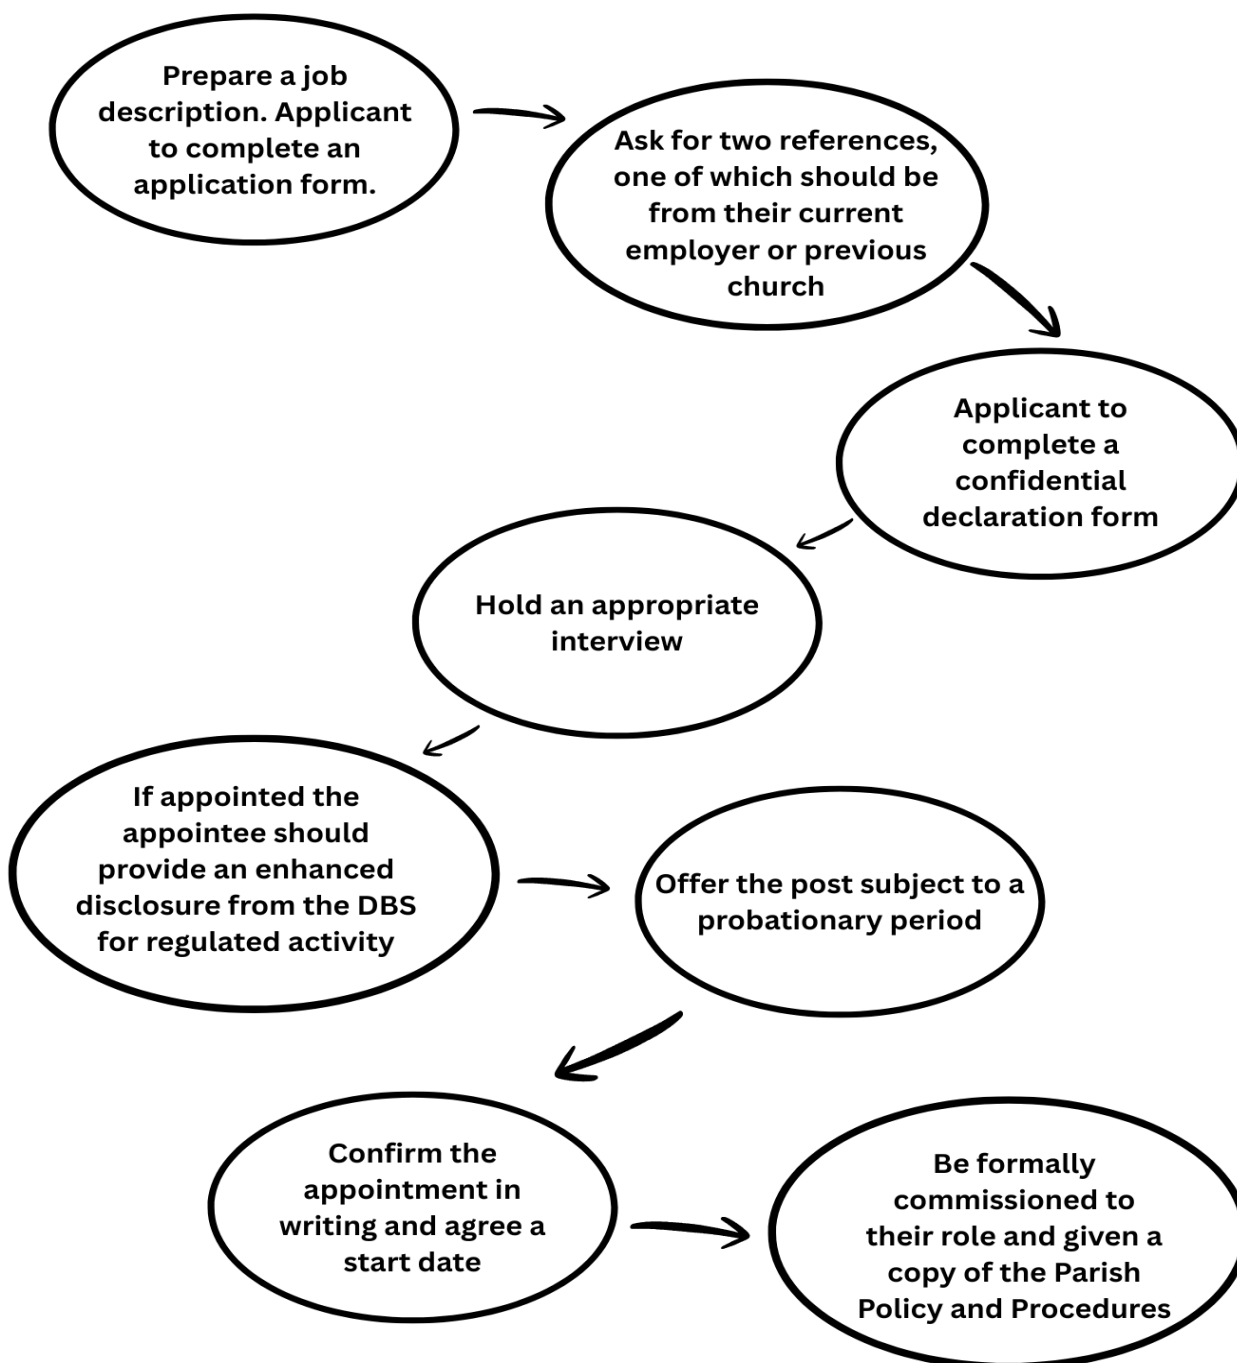 Prepare a job
description. Applicant
to complete an
application form.
Ask for two references,
one of which should be
from their current
employer or previous
church
Applicant to
complete a
confidential
declaration form
Hold an appropriate
interview
If appointed the
appointee should
provide an enhanced
disclosure from the DBS
for regulated activity
Offer the post subject to a
probationary period
Confirm the
appointment in
writing and agree a
start date
Be formally
commissioned to
their role and given a
copy of the Parish
Policy and Procedures